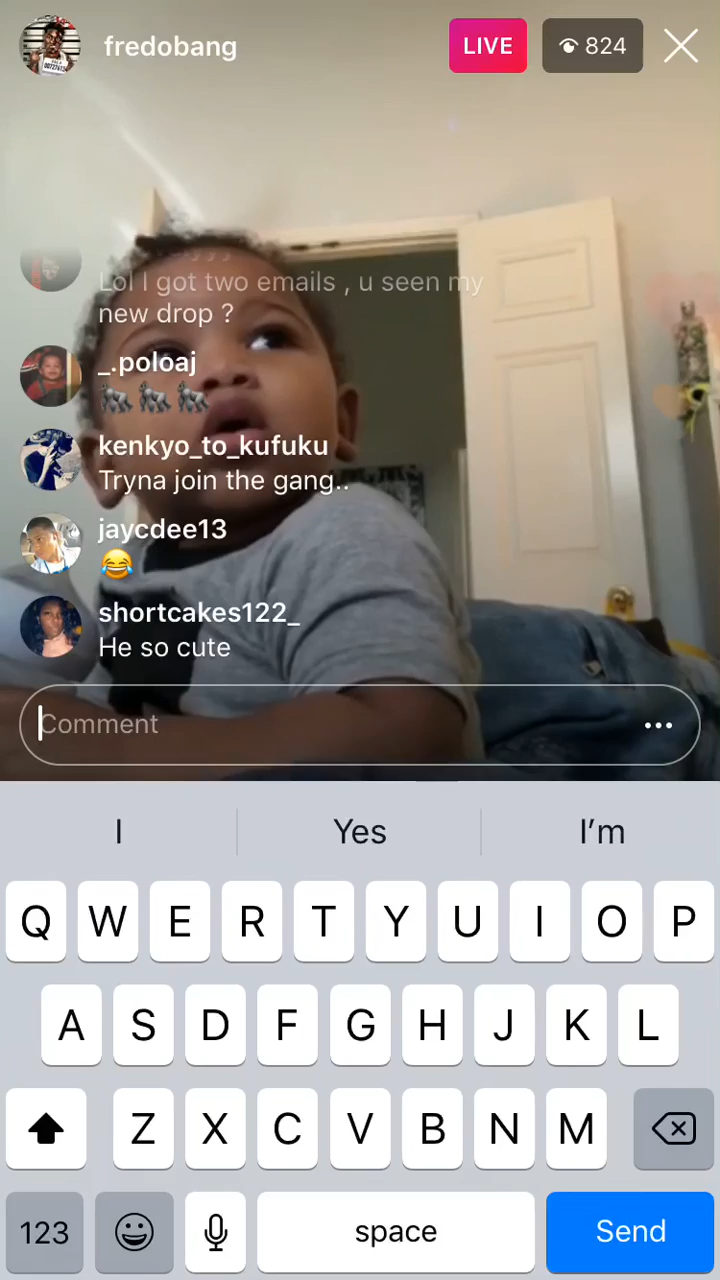 fredobang
LIVE
824
Lol I got two emails , u seen my
new drop ?
_.poloaj
🦍🦍🦍
kenkyo_to_kufuku
Tryna join the gang..
jaycdee13
😂
shortcakes122_
He so cute
Comment
I Yes I’m
Q W E R T Y U I O P
A S D F G H J K L
Z X C V B N M
123 space Send